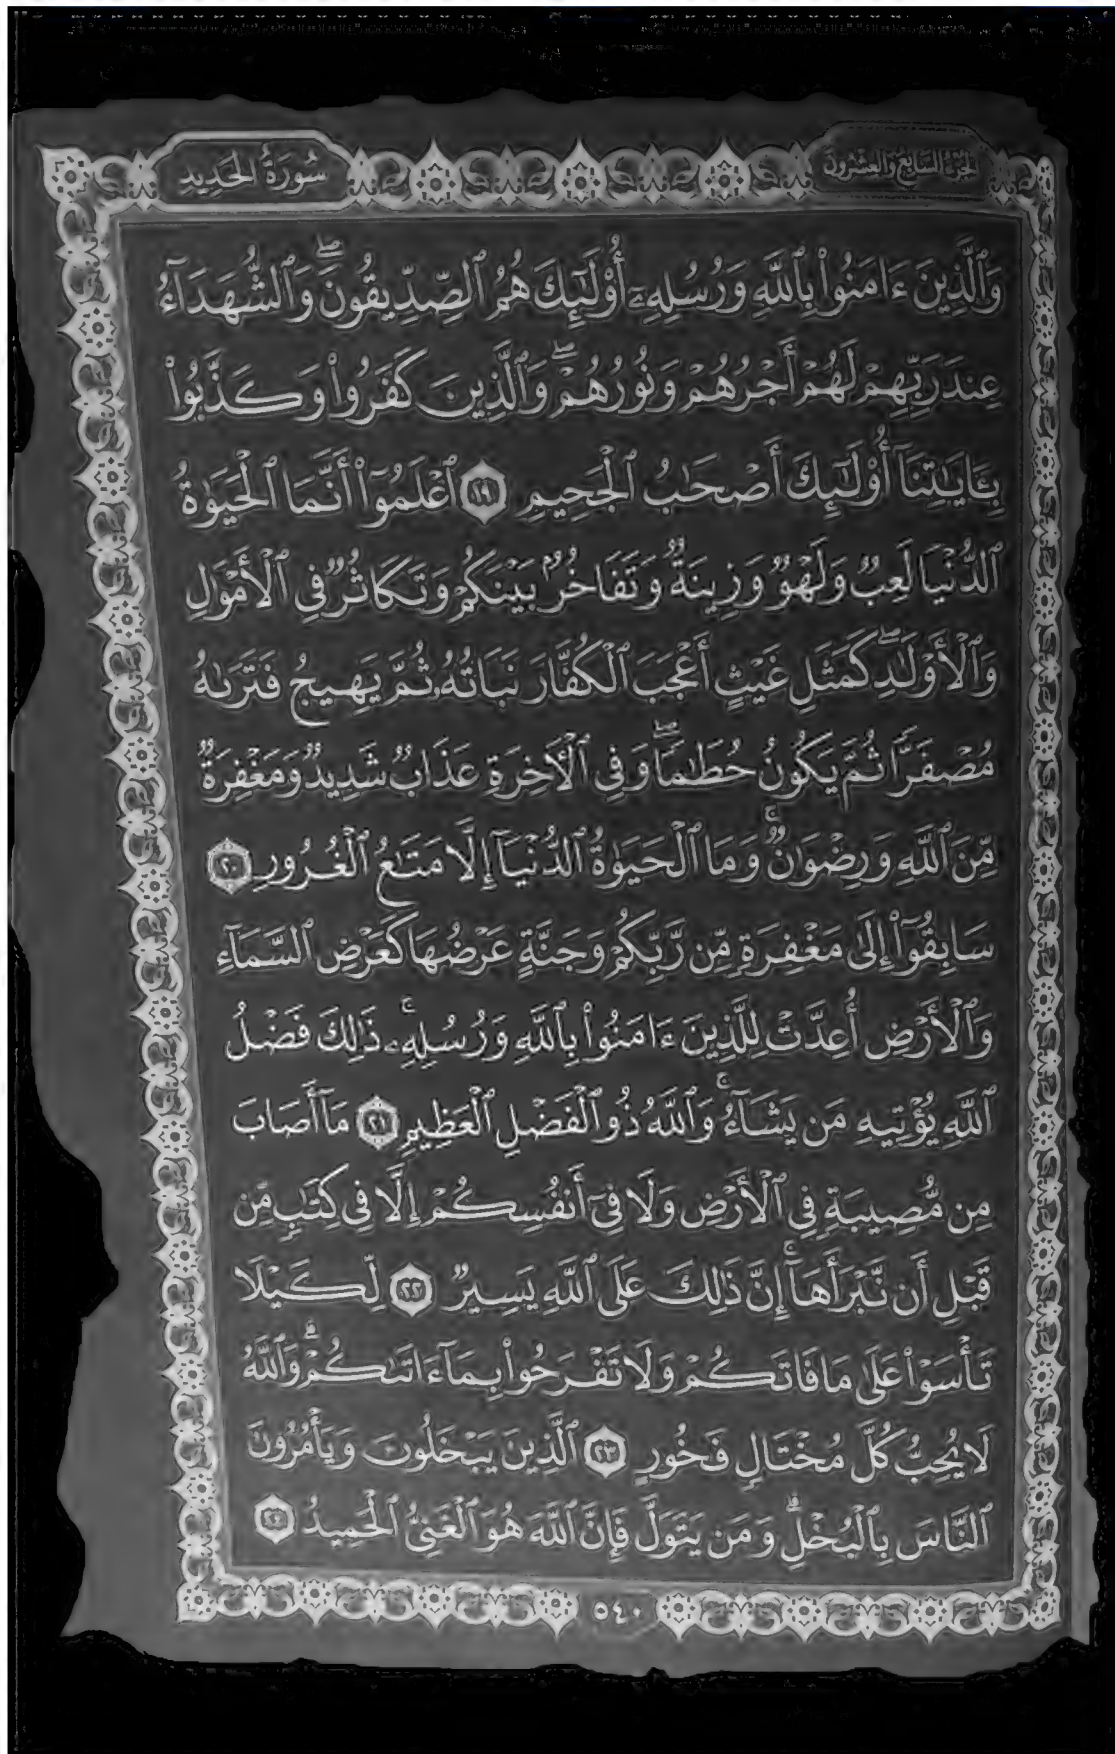 الجزء السابع والعشرون
سُورَةُ الحَدِيدِ
وَٱلَّذِينَ ءَامَنُوا۟ بِٱللَّهِ وَرُسُلِهِۦٓ أُو۟لَـٰٓئِكَ هُمُ ٱلصِّدِّيقُونَ ۖ وَٱلشُّهَدَآءُ
عِندَ رَبِّهِمْ لَهُمْ أَجْرُهُمْ وَنُورُهُمْ ۖ وَٱلَّذِينَ كَفَرُوا۟ وَكَذَّبُوا۟
بِـَٔايَـٰتِنَآ أُو۟لَـٰٓئِكَ أَصْحَـٰبُ ٱلْجَحِيمِ ١٩ ٱعْلَمُوٓا۟ أَنَّمَا ٱلْحَيَوٰةُ
ٱلدُّنْيَا لَعِبٌ وَلَهْوٌ وَزِينَةٌ وَتَفَاخُرٌۢ بَيْنَكُمْ وَتَكَاثُرٌ فِى ٱلْأَمْوَٰلِ
وَٱلْأَوْلَـٰدِ ۖ كَمَثَلِ غَيْثٍ أَعْجَبَ ٱلْكُفَّارَ نَبَاتُهُۥ ثُمَّ يَهِيجُ فَتَرَىٰهُ
مُصْفَرًّا ثُمَّ يَكُونُ حُطَـٰمًا ۖ وَفِى ٱلْـَٔاخِرَةِ عَذَابٌ شَدِيدٌ وَمَغْفِرَةٌ
مِّنَ ٱللَّهِ وَرِضْوَٰنٌ ۚ وَمَا ٱلْحَيَوٰةُ ٱلدُّنْيَآ إِلَّا مَتَـٰعُ ٱلْغُرُورِ ٢٠
سَابِقُوٓا۟ إِلَىٰ مَغْفِرَةٍ مِّن رَّبِّكُمْ وَجَنَّةٍ عَرْضُهَا كَعَرْضِ ٱلسَّمَآءِ
وَٱلْأَرْضِ أُعِدَّتْ لِلَّذِينَ ءَامَنُوا۟ بِٱللَّهِ وَرُسُلِهِۦ ۚ ذَٰلِكَ فَضْلُ
ٱللَّهِ يُؤْتِيهِ مَن يَشَآءُ ۚ وَٱللَّهُ ذُو ٱلْفَضْلِ ٱلْعَظِيمِ ٢١ مَآ أَصَابَ
مِن مُّصِيبَةٍ فِى ٱلْأَرْضِ وَلَا فِىٓ أَنفُسِكُمْ إِلَّا فِى كِتَـٰبٍ مِّن
قَبْلِ أَن نَّبْرَأَهَآ ۚ إِنَّ ذَٰلِكَ عَلَى ٱللَّهِ يَسِيرٌ ٢٢ لِّكَيْلَا
تَأْسَوْا۟ عَلَىٰ مَا فَاتَكُمْ وَلَا تَفْرَحُوا۟ بِمَآ ءَاتَىٰكُمْ ۗ وَٱللَّهُ
لَا يُحِبُّ كُلَّ مُخْتَالٍ فَخُورٍ ٢٣ ٱلَّذِينَ يَبْخَلُونَ وَيَأْمُرُونَ
ٱلنَّاسَ بِٱلْبُخْلِ ۗ وَمَن يَتَوَلَّ فَإِنَّ ٱللَّهَ هُوَ ٱلْغَنِىُّ ٱلْحَمِيدُ ٢٤
٥٤٠